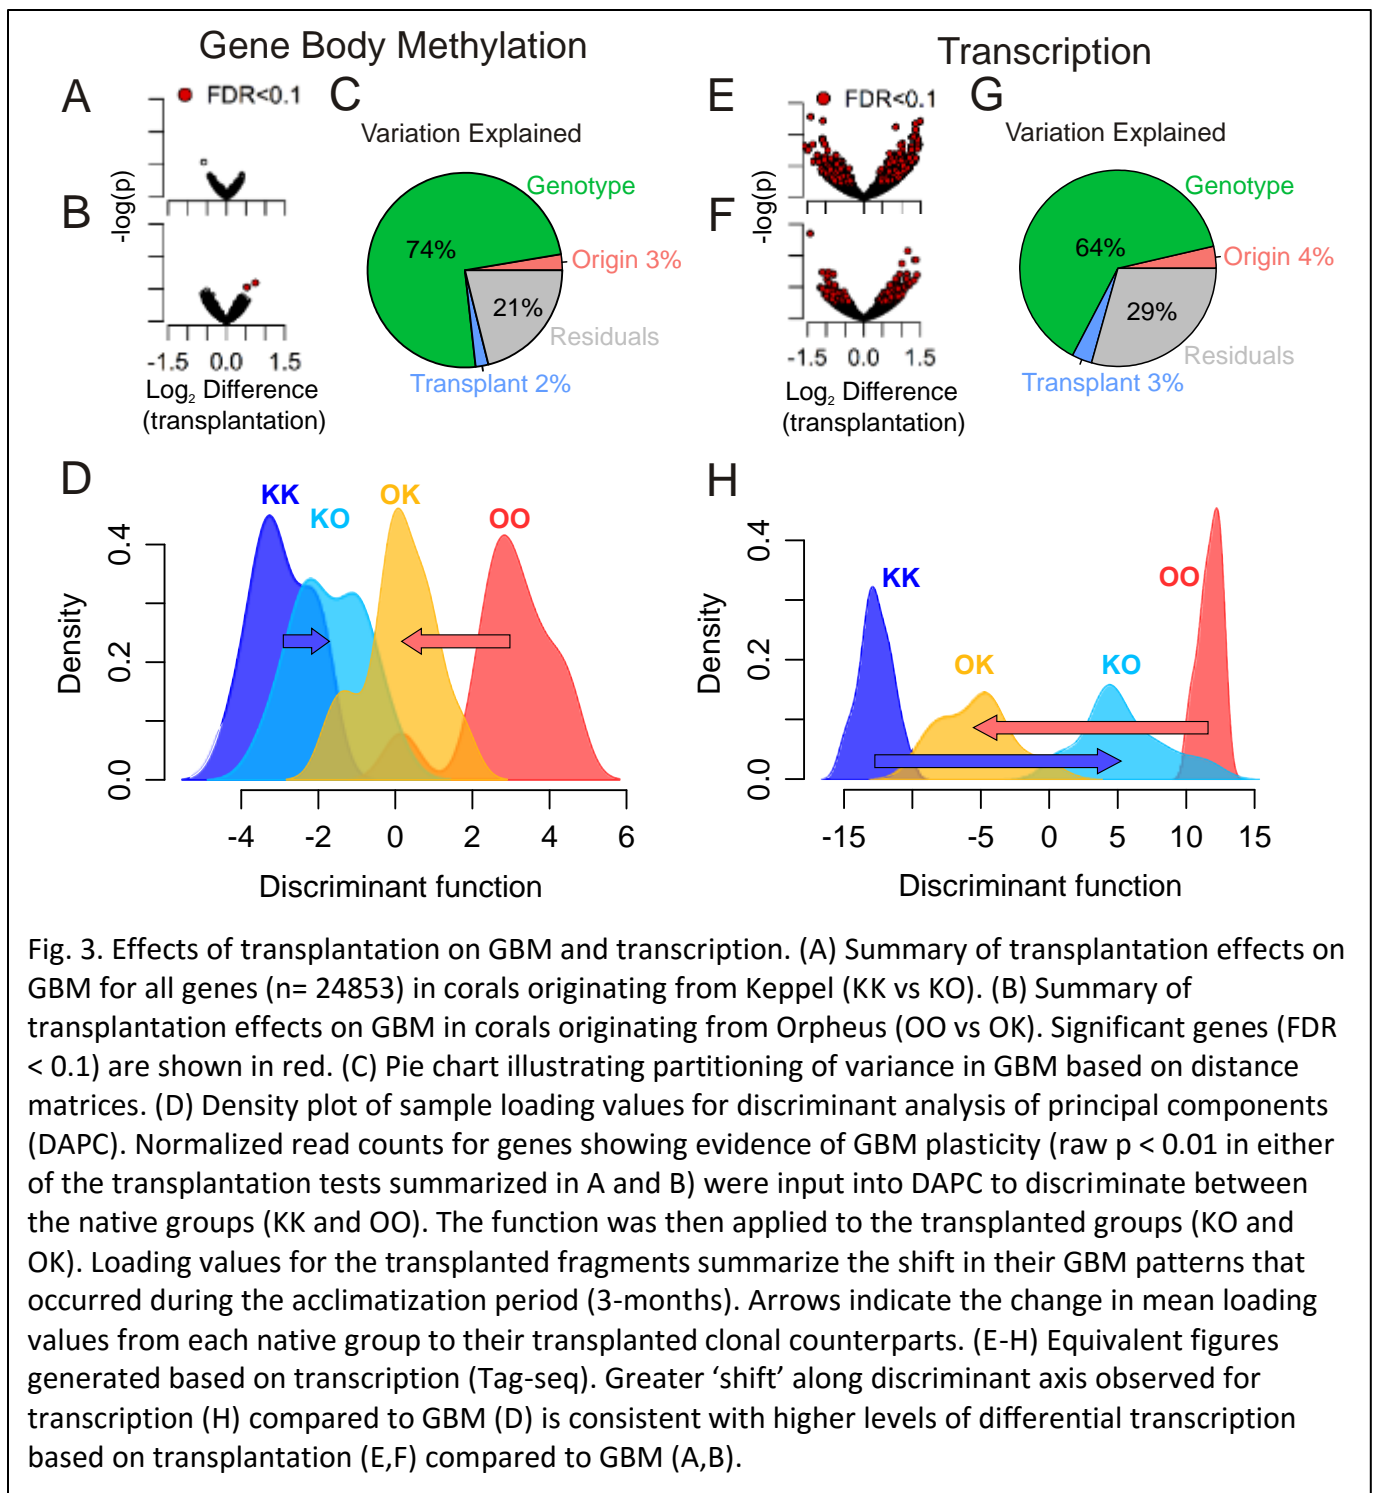 Gene Body Methylation
A
FDR<0.1
B
-log(p)
-1.5 0.0 1.5
Log2 Difference
(transplantation)
C
Variation Explained
Genotype
74%
Origin 3%
21%
Residuals
Transplant 2%
Transcription
E
FDR<0.1
F
-log(p)
-1.5 0.0 1.5
Log2 Difference
(transplantation)
G
Variation Explained
Genotype
64%
Origin 4%
29%
Residuals
Transplant 3%
D
KK
KO
OK
OO
Density
0.0 0.2 0.4
-4 -2 0 2 4 6
Discriminant function
H
KK
OK
KO
OO
Density
0.0 0.2 0.4
-15 -5 0 5 10 15
Discriminant function
Fig. 3. Effects of transplantation on GBM and transcription. (A) Summary of transplantation effects on
GBM for all genes (n= 24853) in corals originating from Keppel (KK vs KO). (B) Summary of
transplantation effects on GBM in corals originating from Orpheus (OO vs OK). Significant genes (FDR
< 0.1) are shown in red. (C) Pie chart illustrating partitioning of variance in GBM based on distance
matrices. (D) Density plot of sample loading values for discriminant analysis of principal components
(DAPC). Normalized read counts for genes showing evidence of GBM plasticity (raw p < 0.01 in either
of the transplantation tests summarized in A and B) were input into DAPC to discriminate between
the native groups (KK and OO). The function was then applied to the transplanted groups (KO and
OK). Loading values for the transplanted fragments summarize the shift in their GBM patterns that
occurred during the acclimatization period (3-months). Arrows indicate the change in mean loading
values from each native group to their transplanted clonal counterparts. (E-H) Equivalent figures
generated based on transcription (Tag-seq). Greater ‘shift’ along discriminant axis observed for
transcription (H) compared to GBM (D) is consistent with higher levels of differential transcription
based on transplantation (E,F) compared to GBM (A,B).